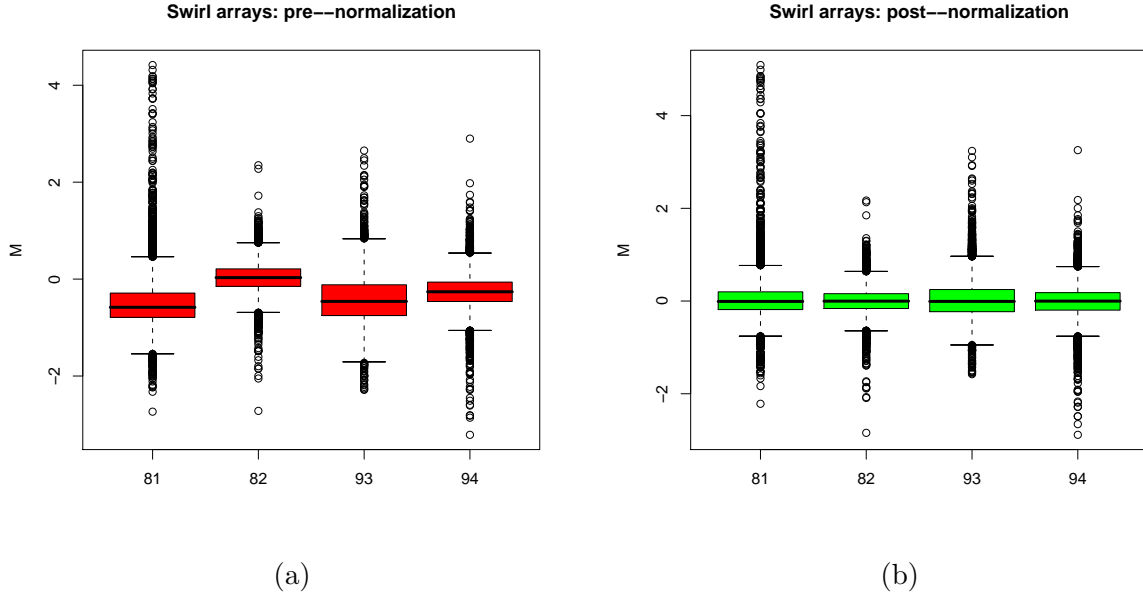 Swirl arrays: pre−−normalization
M
4
2
0
−2
81 82 93 94
(a)
Swirl arrays: post−−normalization
M
4
2
0
−2
81 82 93 94
(b)